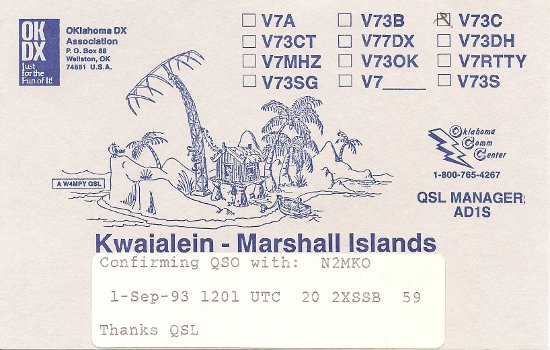 OK
DX
Just
for the
Fun of It!
OKlahoma DX
Association
P. O. Box 88
Wellston, OK
74881 U.S.A.
V7A V73B V73C
V73CT V77DX V73DH
V7MHZ V73OK V7RTTY
V73SG V7____ V73S
Oklahoma
Comm
Center
1-800-765-4267
A W4MPY QSL
QSL MANAGER:
AD1S
Kwajalein - Marshall Islands
Confirming QSO with: N2MKO
1-Sep-93 1201 UTC 20 2XSSB 59
Thanks QSL